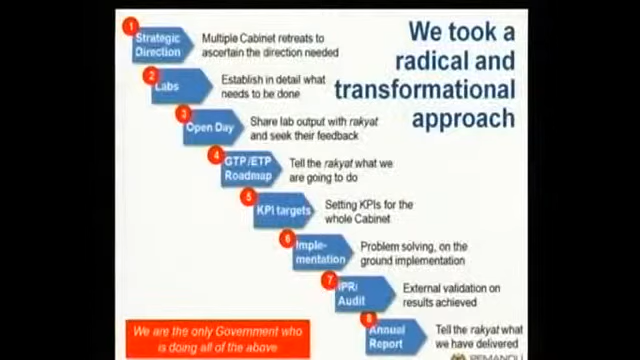 We took a
radical and
transformational
approach
1
Strategic
Direction
Multiple Cabinet retreats to
ascertain the direction needed
2
Labs
Establish in detail what
needs to be done
3
Open Day
Share lab output with rakyat
and seek their feedback
4
GTP/ETP
Roadmap
Tell the rakyat what we
are going to do
5
KPI targets
Setting KPIs for the
whole Cabinet
6
Imple-
mentation
Problem solving, on the
ground implementation
7
IPR/
Audit
External validation on
results achieved
8
Annual
Report
Tell the rakyat what
we have delivered
We are the only Government who
is doing all of the above
PEMANDU